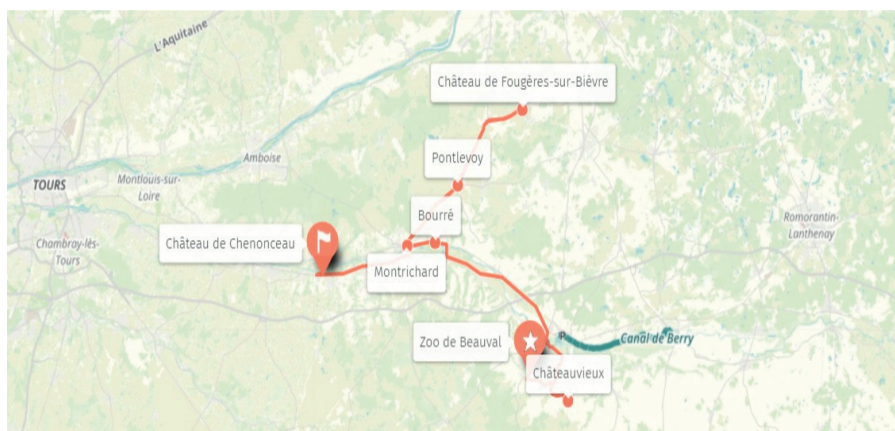 L'Aquitaine
Château de Fougères-sur-Bièvre
Pontlevoy
Amboise
TOURS
Montlouis-sur-
Loire
Bourré
Romorantin-
Lanthenay
Château de Chenonceau
Chambray-lès-
Tours
Montrichard
P
Canal de Berry
Zoo de Beauval
Châteauvieux